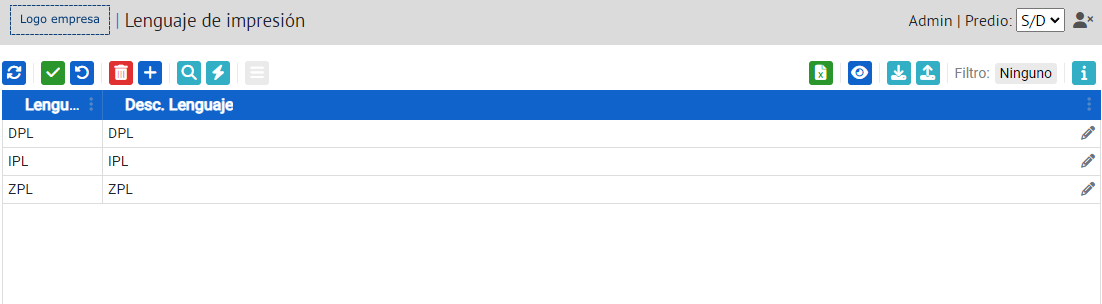 Logo empresa | Lenguaje de impresión Admin | Predio: S/D
Filtro: Ninguno
Lengu... Desc. Lenguaje
DPL DPL
IPL IPL
ZPL ZPL